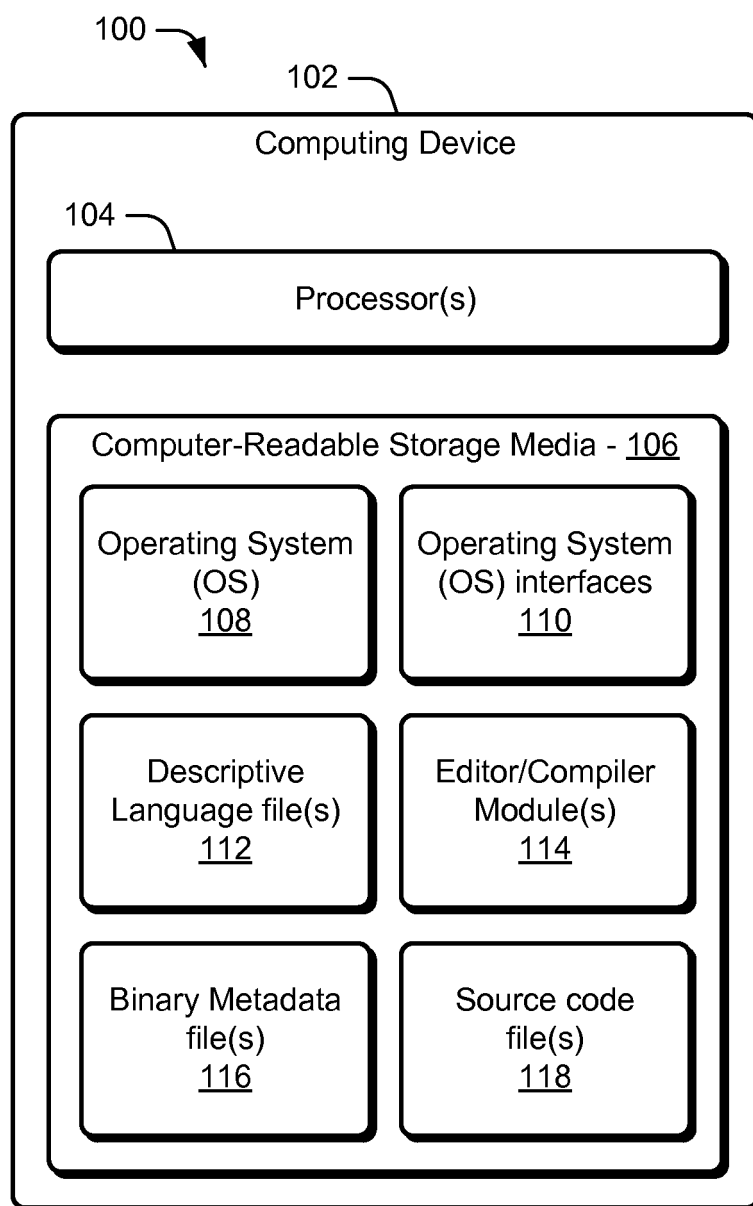 100
102
Computing Device
104
Processor(s)
Computer-Readable Storage Media - 106
Operating System
(OS)
108
Operating System
(OS) interfaces
110
Descriptive
Language file(s)
112
Editor/Compiler
Module(s)
114
Binary Metadata
file(s)
116
Source code
file(s)
118